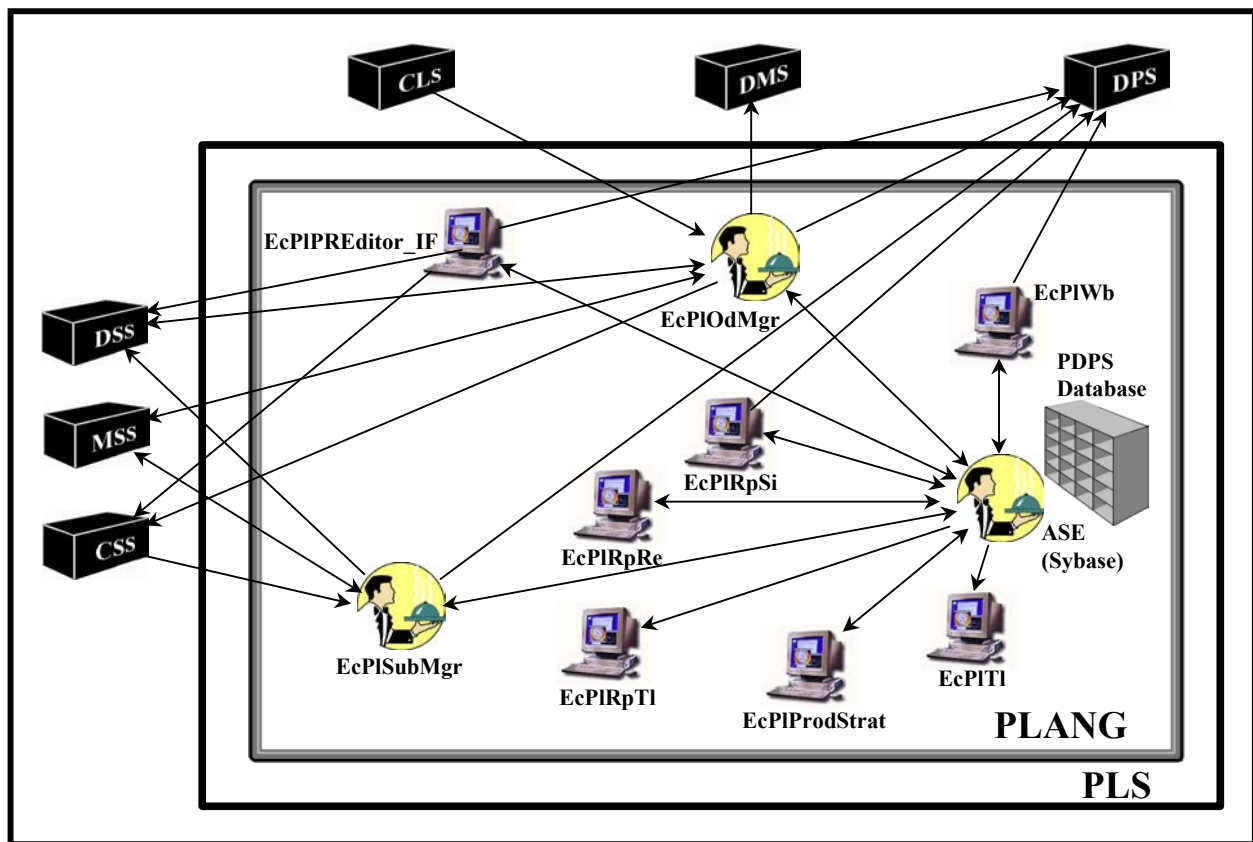 CLS
DMS
DPS
EcPlPREditor_IF
EcPlOdMgr
EcPlWb
DSS
PDPS
Database
MSS
EcPlRpSi
CSS
EcPlRpRe
ASE
(Sybase)
EcPlSubMgr
EcPlRpTl
EcPlProdStrat
EcPlTl
PLANG
PLS